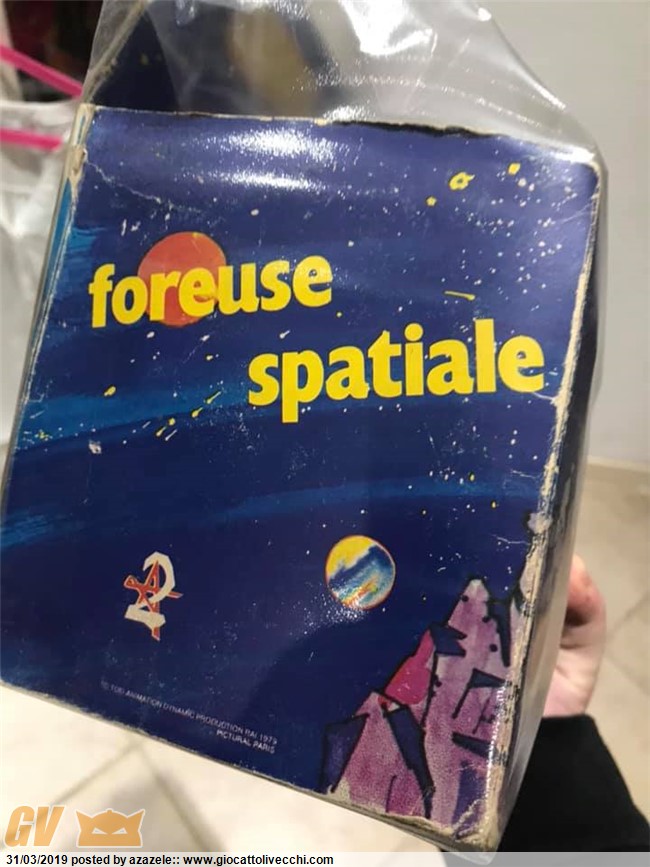 foreuse
spatiale
A2
© TOEI ANIMATION DYNAMIC PRODUCTION RAI 1979
PICTURAL PARIS
GV
31/03/2019 posted by azazele:: www.giocattolivecchi.com